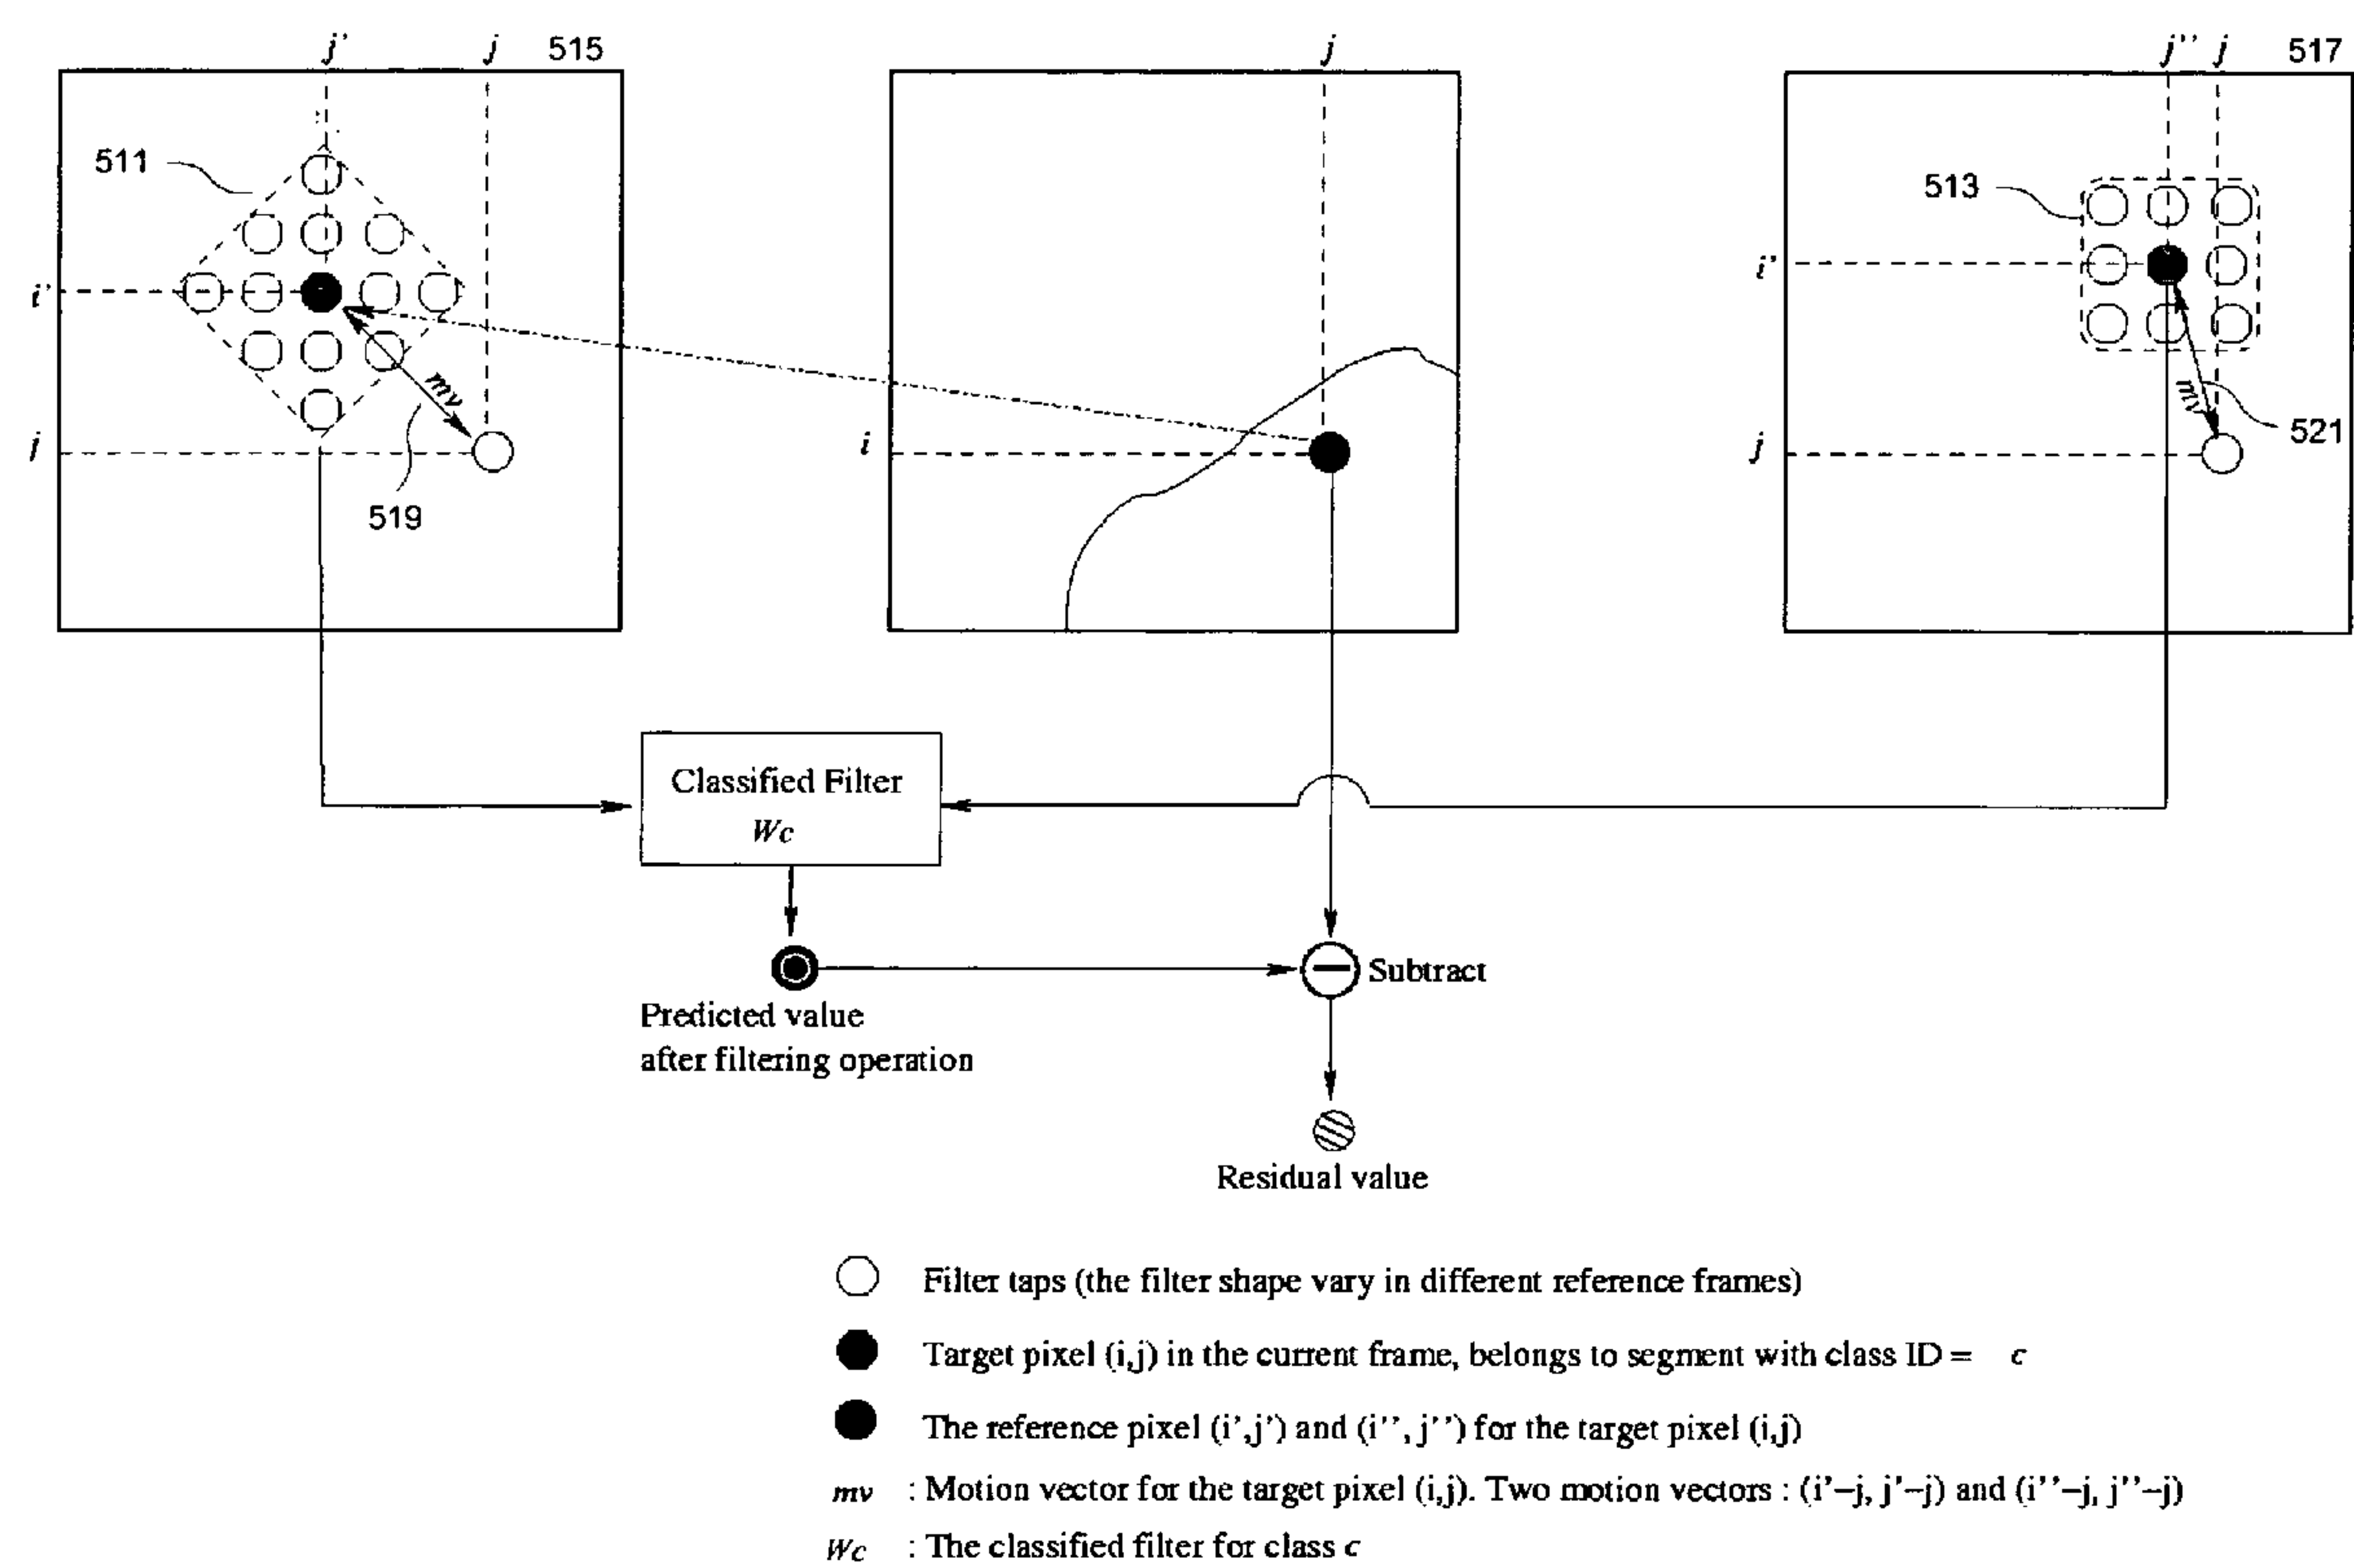 j' j 515
j
j'' j 517
511
513
i'
i'
mv
mv
j
i
j
521
519
Classified Filter
Wc
Subtract
Predicted value
after filtering operation
Residual value
Filter taps (the filter shape vary in different reference frames)
Target pixel (i,j) in the current frame, belongs to segment with class ID = c
The reference pixel (i',j') and (i'', j'') for the target pixel (i,j)
mv : Motion vector for the target pixel (i,j). Two motion vectors : (i'–j, j'–j) and (i''–j, j''–j)
Wc : The classified filter for class c